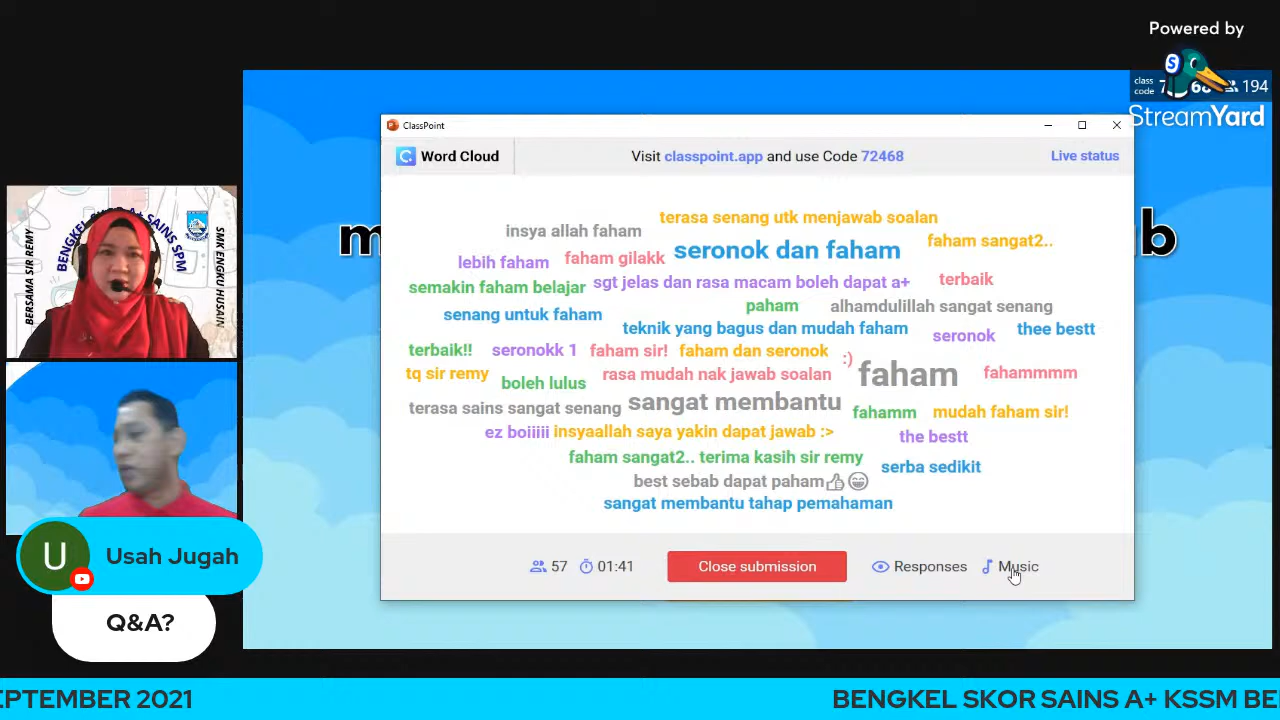 Powered by
StreamYard
class code
194
ClassPoint
Word Cloud
Visit classpoint.app and use Code 72468
Live status
terasa senang utk menjawab soalan
insya allah faham
seronok dan faham
faham sangat2..
lebih faham
faham gilakk
semakin faham belajar
sgt jelas dan rasa macam boleh dapat a+
terbaik
paham
alhamdulillah sangat senang
senang untuk faham
teknik yang bagus dan mudah faham
seronok
thee bestt
terbaik!!
seronokk 1
faham sir!
faham dan seronok
:)
tq sir remy
boleh lulus
rasa mudah nak jawab soalan
faham
fahammmm
terasa sains sangat senang
sangat membantu
fahamm
mudah faham sir!
ez boiiiii
insyaallah saya yakin dapat jawab :>
the bestt
faham sangat2.. terima kasih sir remy
serba sedikit
best sebab dapat paham👍😁
sangat membantu tahap pemahaman
57
01:41
Close submission
Responses
Music
BERSAMA SIR REMY
BENGKEL SKOR A+ SAINS SPM
SMK ENGKU HUSAIN
U
Usah Jugah
Q&A?
EPTEMBER 2021
BENGKEL SKOR SAINS A+ KSSM BE